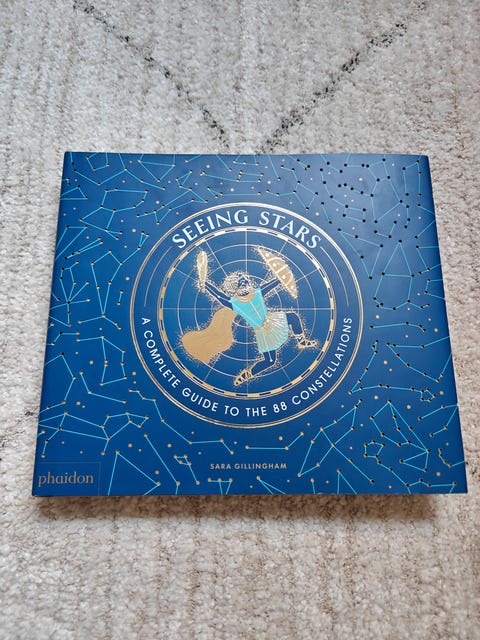 SEEING STARS
A COMPLETE GUIDE TO THE 88 CONSTELLATIONS
SARA GILLINGHAM
phaidon